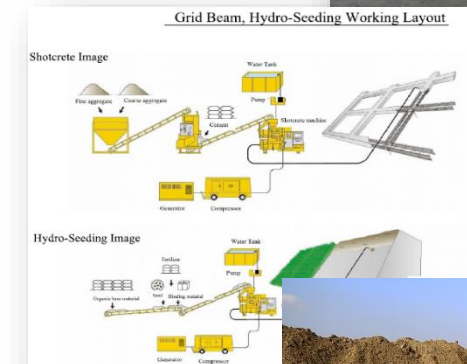 Grid Beam, Hydro-Seeding Working Layout
Shotcrete Image
Water Tank
Fine aggregate
Coarse aggregate
Pump
Shotcrete machine
Cement
Generator
Compressor
Hydro-Seeding Image
Water Tank
Fertilizer
Pump
Seed
Binding material
Organic base material
Generator
Compressor